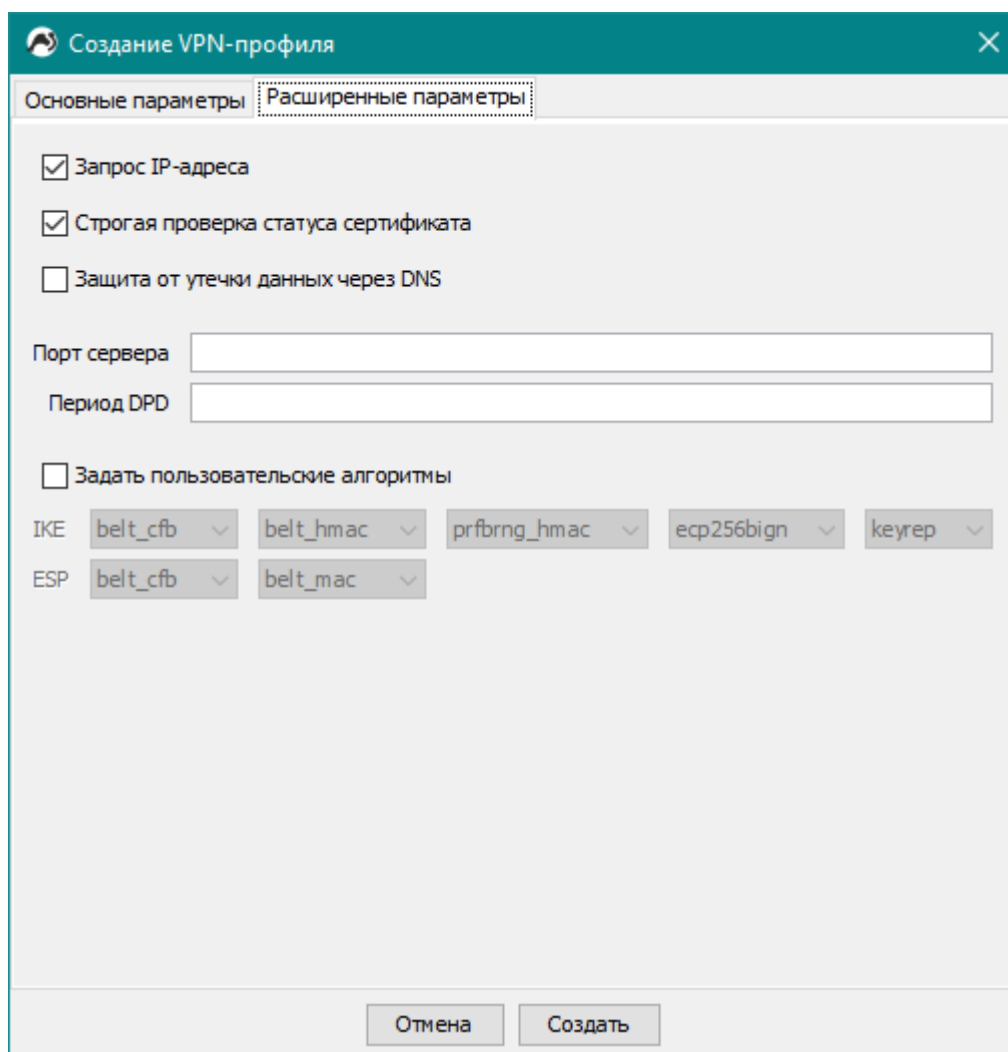 Создание VPN-профиля
Основные параметры Расширенные параметры
Запрос IP-адреса
Строгая проверка статуса сертификата
Защита от утечки данных через DNS
Порт сервера
Период DPD
Задать пользовательские алгоритмы
IKE belt_cfb belt_hmac prfbrng_hmac ecp256bign keyrep
ESP belt_cfb belt_mac
Отмена Создать